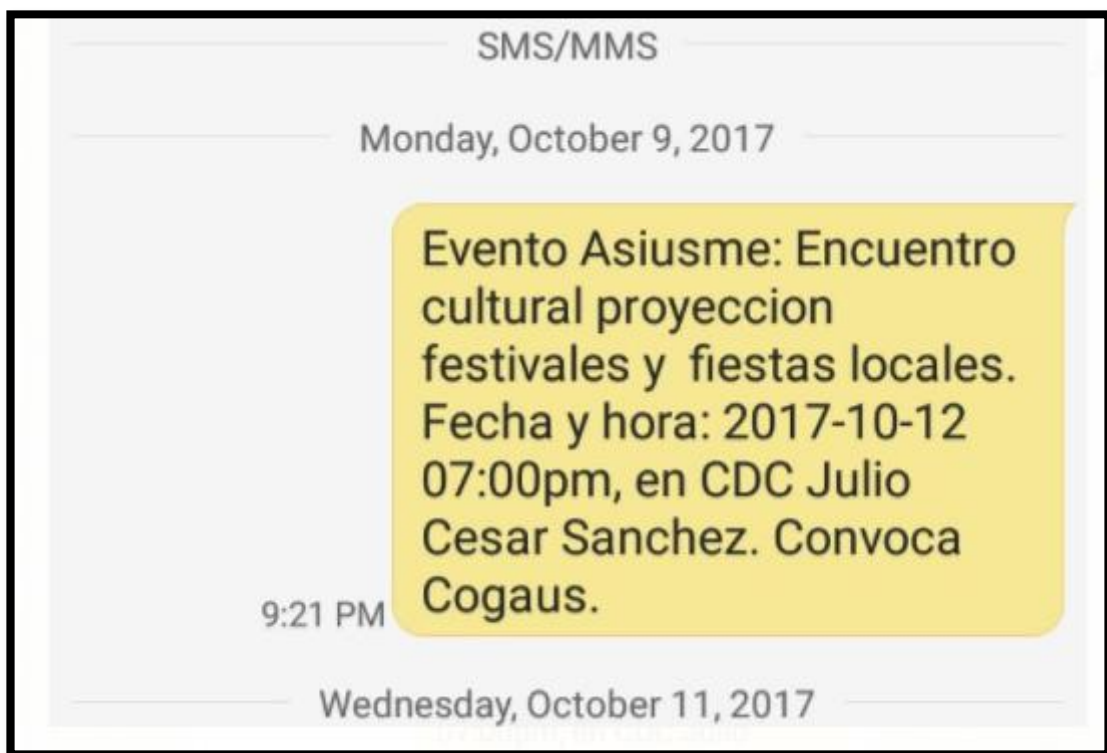 SMS/MMS
Monday, October 9, 2017
Evento Asiusme: Encuentro
cultural proyeccion
festivales y  fiestas locales.
Fecha y hora: 2017-10-12
07:00pm, en CDC Julio
Cesar Sanchez. Convoca
Cogaus.
9:21 PM
Wednesday, October 11, 2017